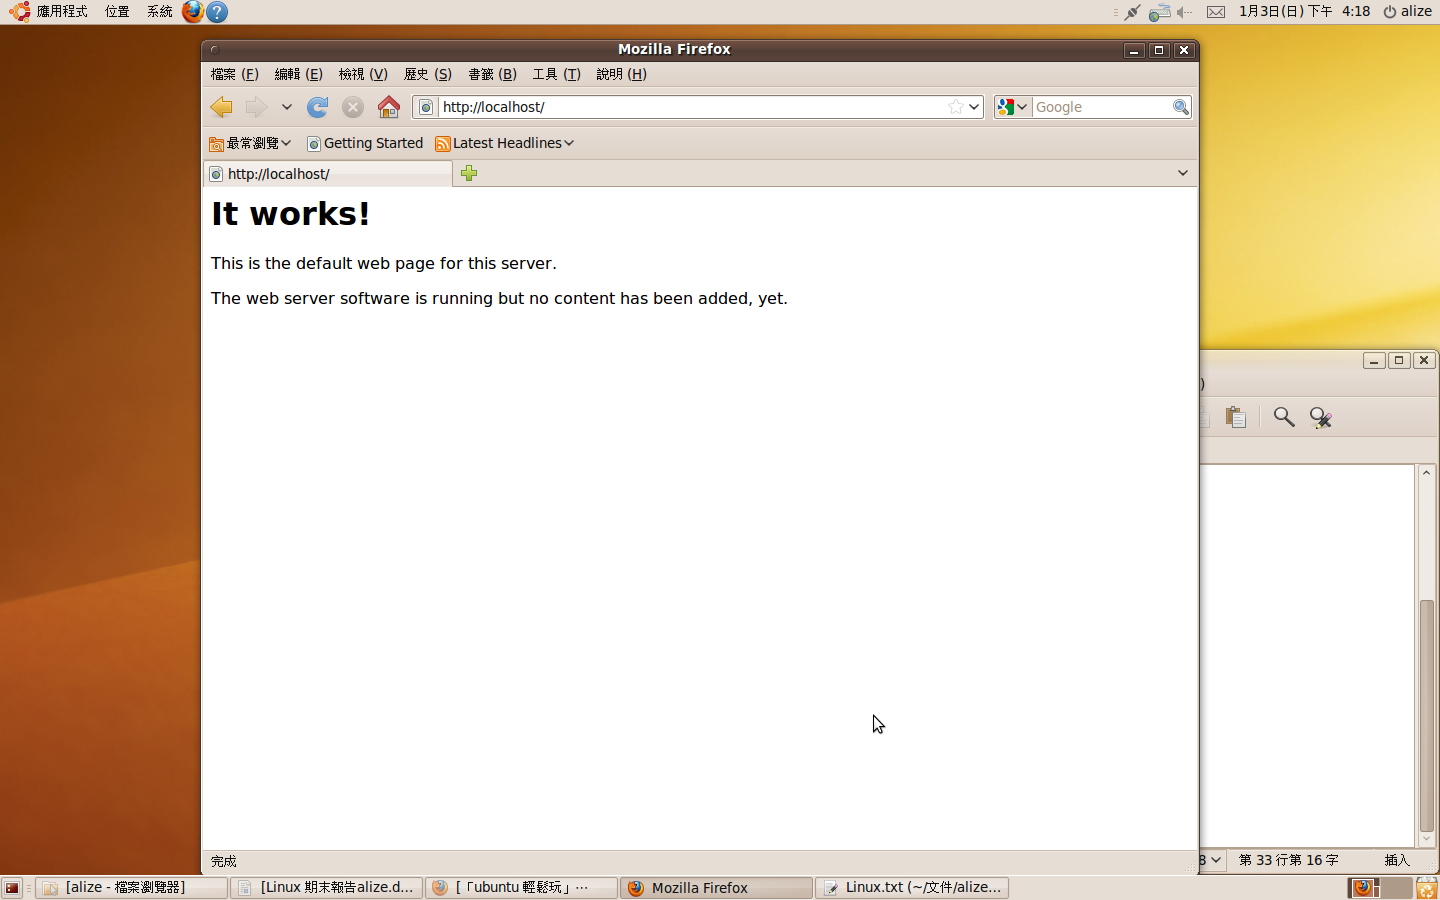 應用程式 位置 系統
1月3日(日) 下午 4:18 alize
Mozilla Firefox
檔案 (F) 編輯 (E) 檢視 (V) 歷史 (S) 書籤 (B) 工具 (T) 說明 (H)
http://localhost/
Google
最常瀏覽 Getting Started Latest Headlines
http://localhost/
It works!
This is the default web page for this server.
The web server software is running but no content has been added, yet.
)
完成
8 第 33 行第 16 字 插入
[alize - 檔案瀏覽器] [Linux 期末報告alize.d... [「ubuntu 輕鬆玩」... Mozilla Firefox Linux.txt (~/文件/alize...